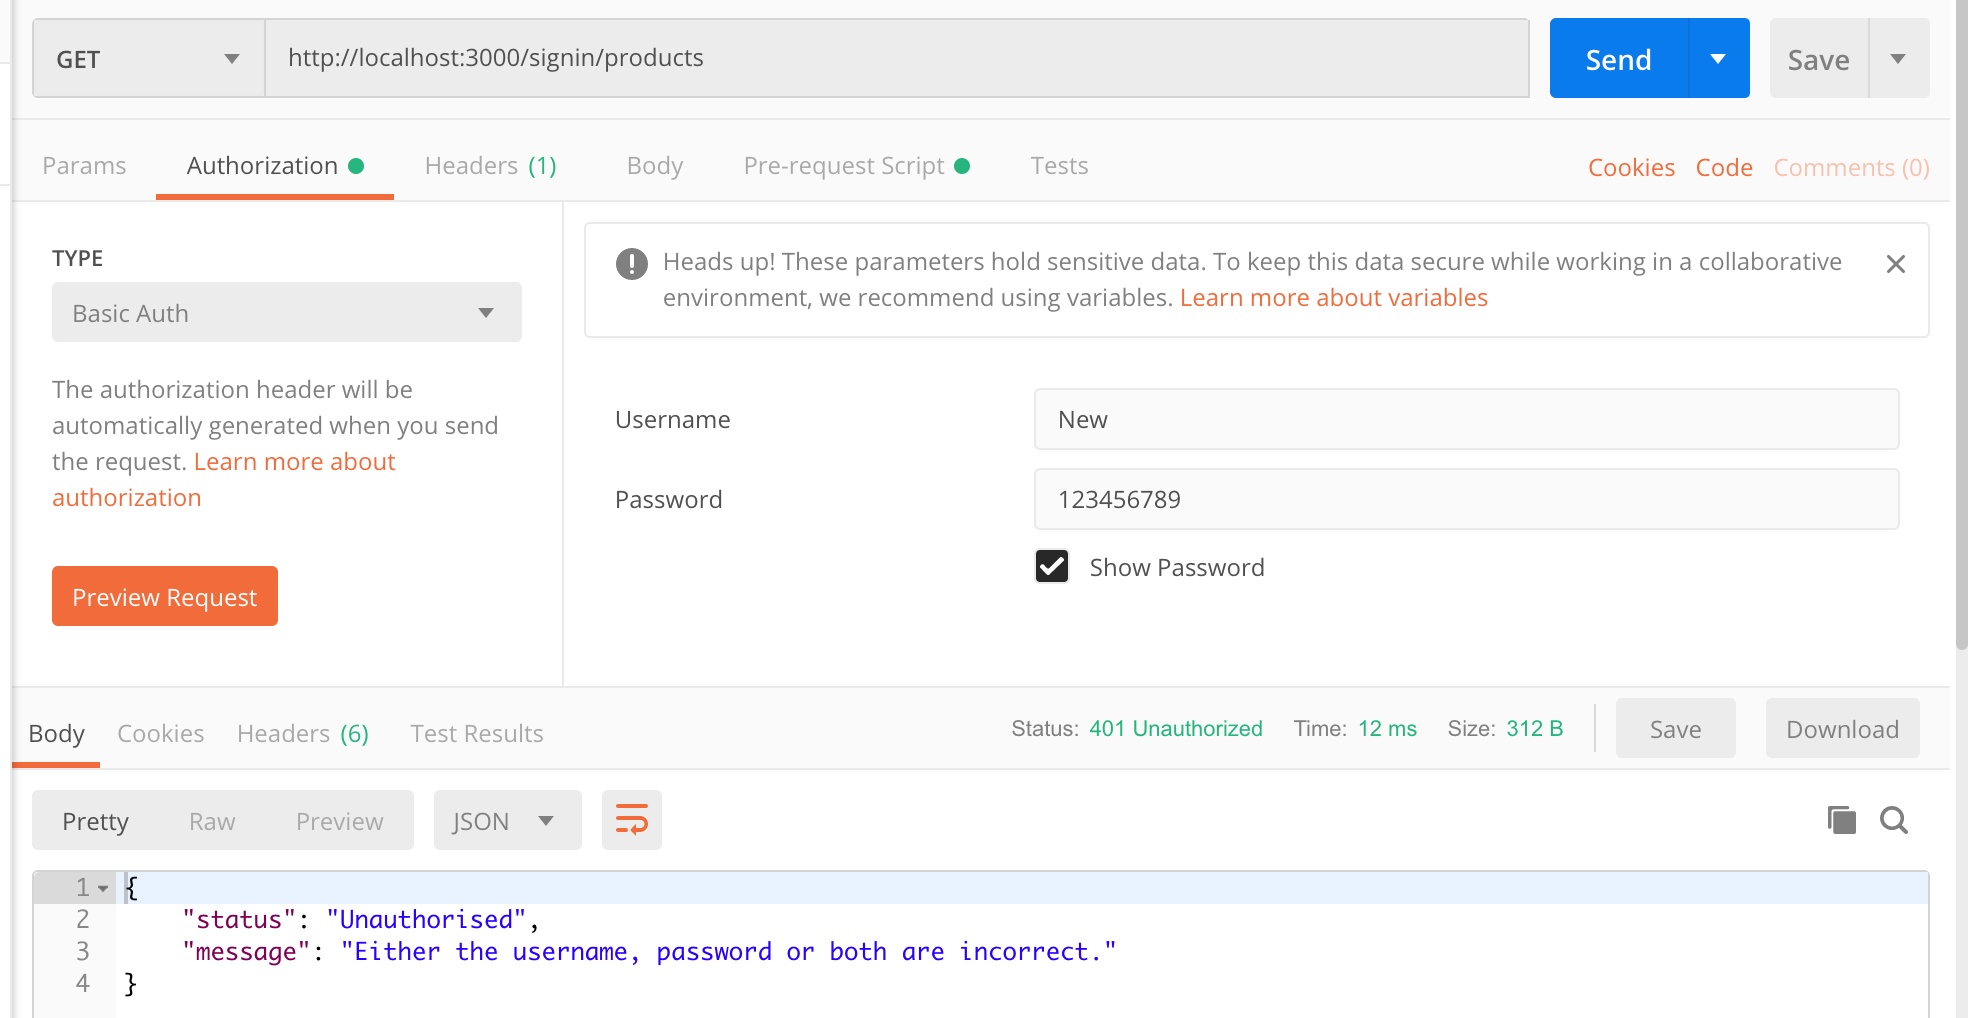 GET http://localhost:3000/signin/products Send Save
Params Authorization Headers (1) Body Pre-request Script Tests Cookies Code Comments (0)
TYPE
Basic Auth
The authorization header will be
automatically generated when you send
the request. Learn more about
authorization
Preview Request
Heads up! These parameters hold sensitive data. To keep this data secure while working in a collaborative
environment, we recommend using variables. Learn more about variables
Username New
Password 123456789
Show Password
Body Cookies Headers (6) Test Results Status: 401 Unauthorized Time: 12 ms Size: 312 B Save Download
Pretty Raw Preview JSON
1 {
2 "status": "Unauthorised",
3 "message": "Either the username, password or both are incorrect."
4 }